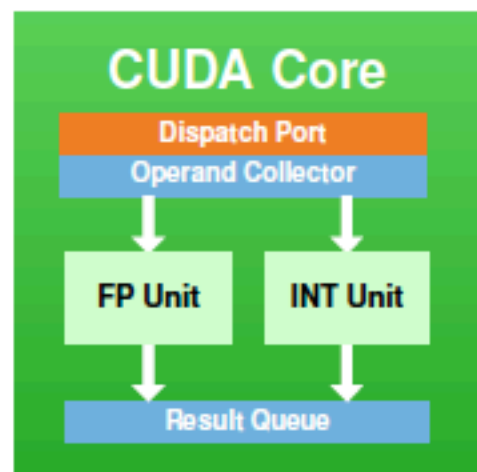 CUDA Core
Dispatch Port
Operand Collector
FP Unit
INT Unit
Result Queue